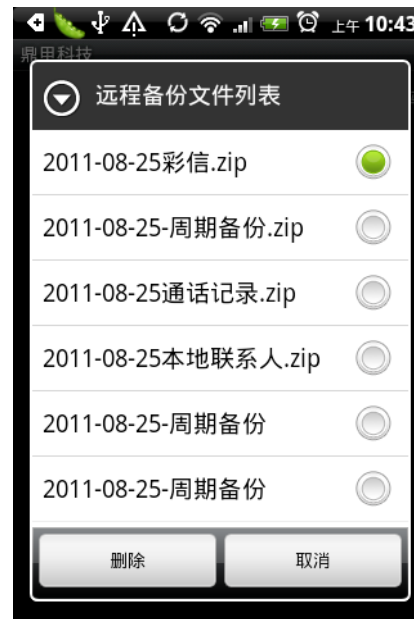 上午 10:43
鼎甲科技
远程备份文件列表
2011-08-25彩信.zip
2011-08-25-周期备份.zip
2011-08-25通话记录.zip
2011-08-25本地联系人.zip
2011-08-25-周期备份
2011-08-25-周期备份
删除
取消